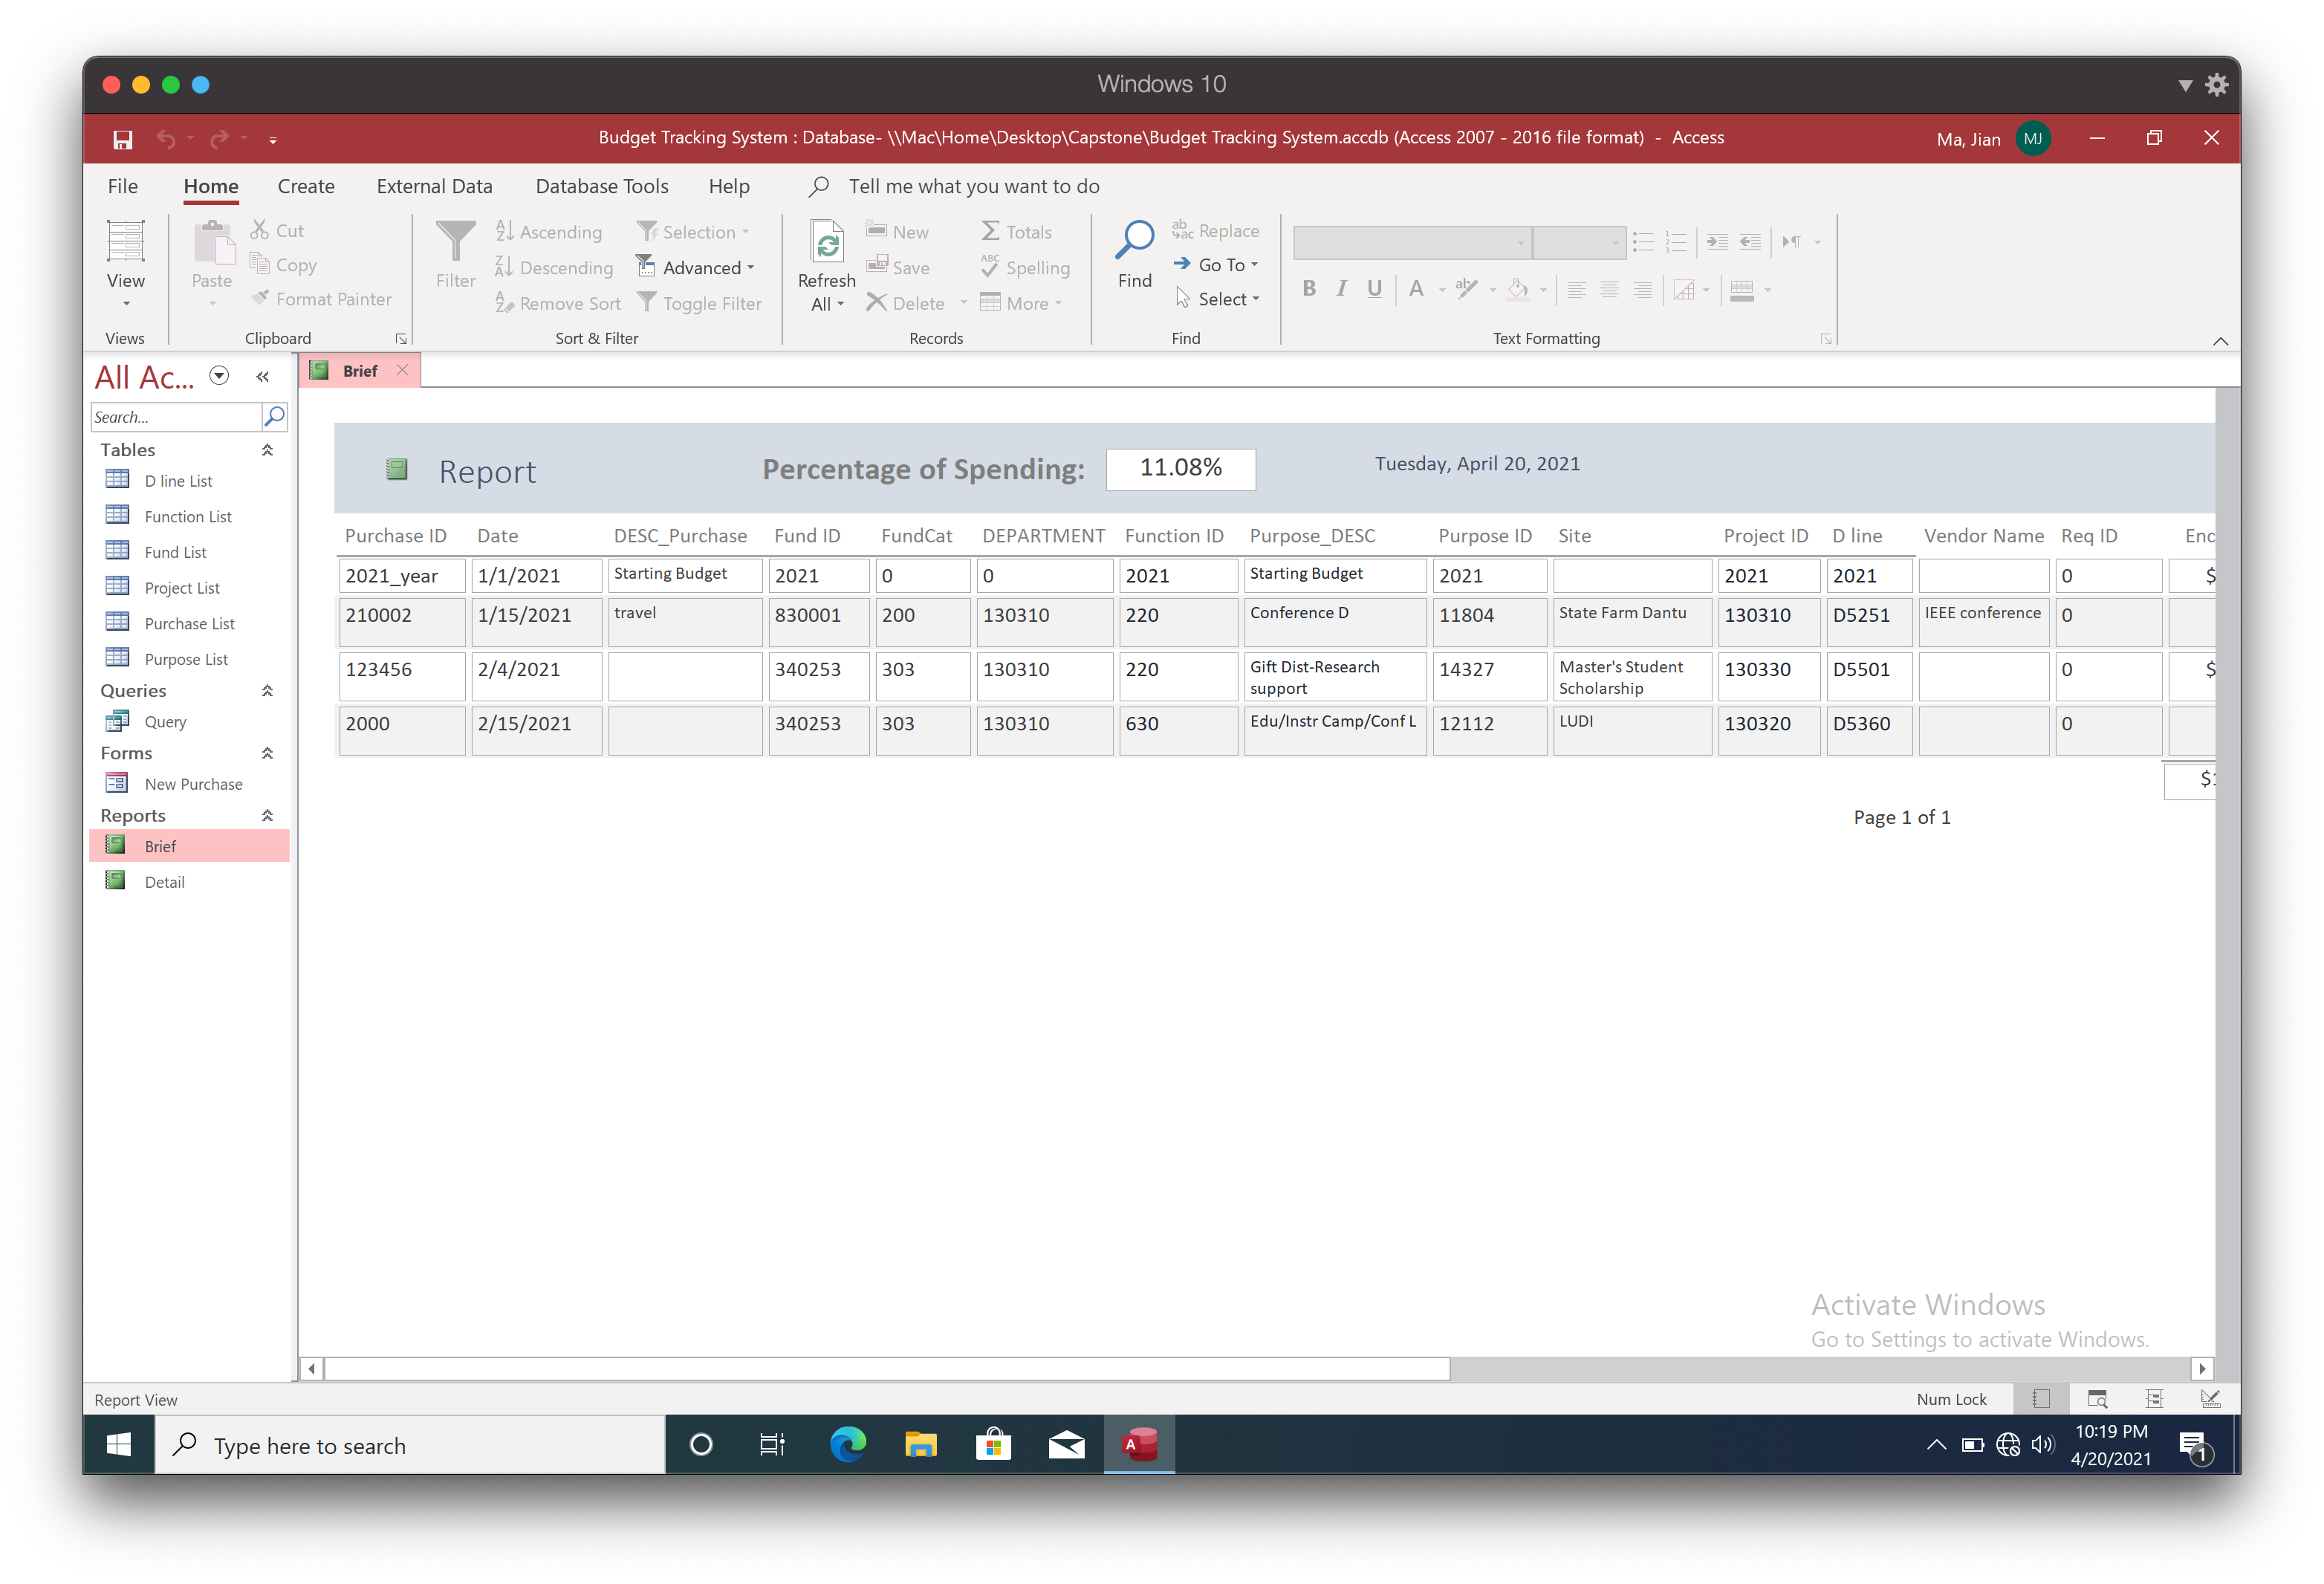 Windows 10
Budget Tracking System : Database- \\Mac\Home\Desktop\Capstone\Budget Tracking System.accdb (Access 2007 - 2016 file format) - Access
Ma, Jian MJ
File Home Create External Data Database Tools Help Tell me what you want to do
View
Views
Paste
Cut
Copy
Format Painter
Clipboard
Filter
Ascending
Descending
Remove Sort
Selection
Advanced
Toggle Filter
Sort & Filter
Refresh
All
New
Save
Delete
Totals
Spelling
More
Records
Find
Replace
Go To
Select
Find
B I U A
Text Formatting
All Ac...
Search...
Tables
D line List
Function List
Fund List
Project List
Purchase List
Purpose List
Queries
Query
Forms
New Purchase
Reports
Brief
Detail
Brief
Report Percentage of Spending: 11.08% Tuesday, April 20, 2021
Purchase ID Date DESC_Purchase Fund ID FundCat DEPARTMENT Function ID Purpose_DESC Purpose ID Site Project ID D line Vendor Name Req ID Enc
2021_year 1/1/2021 Starting Budget 2021 0 0 2021 Starting Budget 2021 2021 2021 0 $
210002 1/15/2021 travel 830001 200 130310 220 Conference D 11804 State Farm Dantu 130310 D5251 IEEE conference 0
123456 2/4/2021 340253 303 130310 220 Gift Dist-Research support 14327 Master's Student Scholarship 130330 D5501 0 $
2000 2/15/2021 340253 303 130310 630 Edu/Instr Camp/Conf L 12112 LUDI 130320 D5360 0
$
Page 1 of 1
Activate Windows
Go to Settings to activate Windows.
Report View
Num Lock
Type here to search
10:19 PM
4/20/2021
1